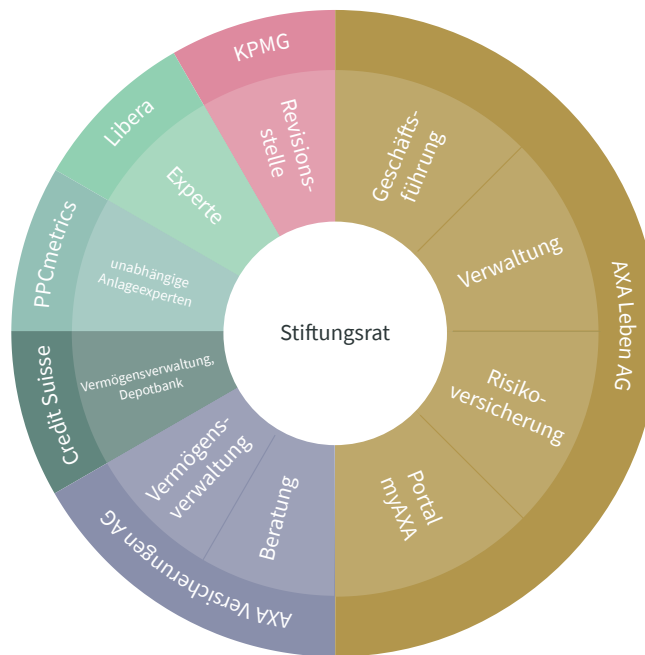 KPMG
Revisions-
stelle
Libera
Experte
PPCmetrics
unabhängige
Anlageexperten
Credit Suisse
Vermögensverwaltung,
Depotbank
AXA Versicherungen AG
Vermögens-
verwaltung
Beratung
Stiftungsrat
AXA Leben AG
Geschäfts-
führung
Verwaltung
Risiko-
versicherung
Portal
myAXA